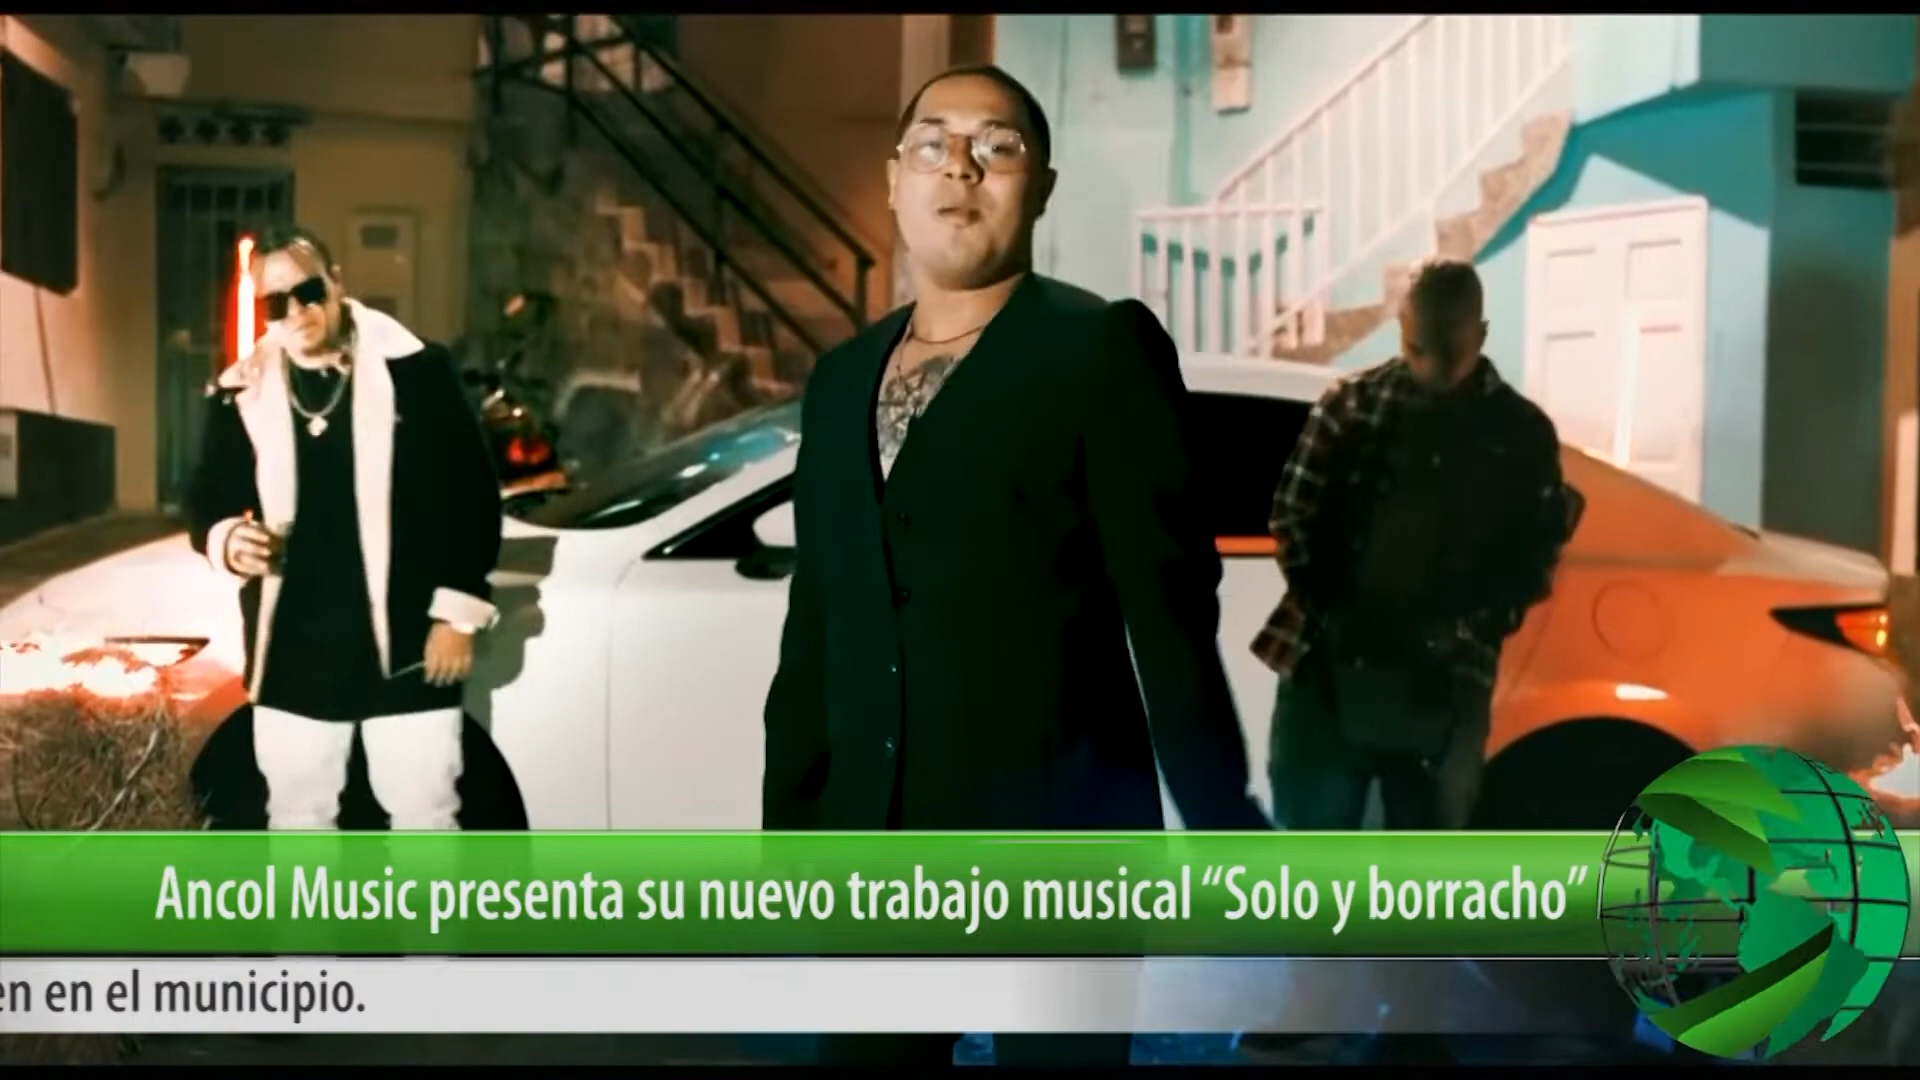 Ancol Music presenta su nuevo trabajo musical “Solo y borracho”
en en el municipio.